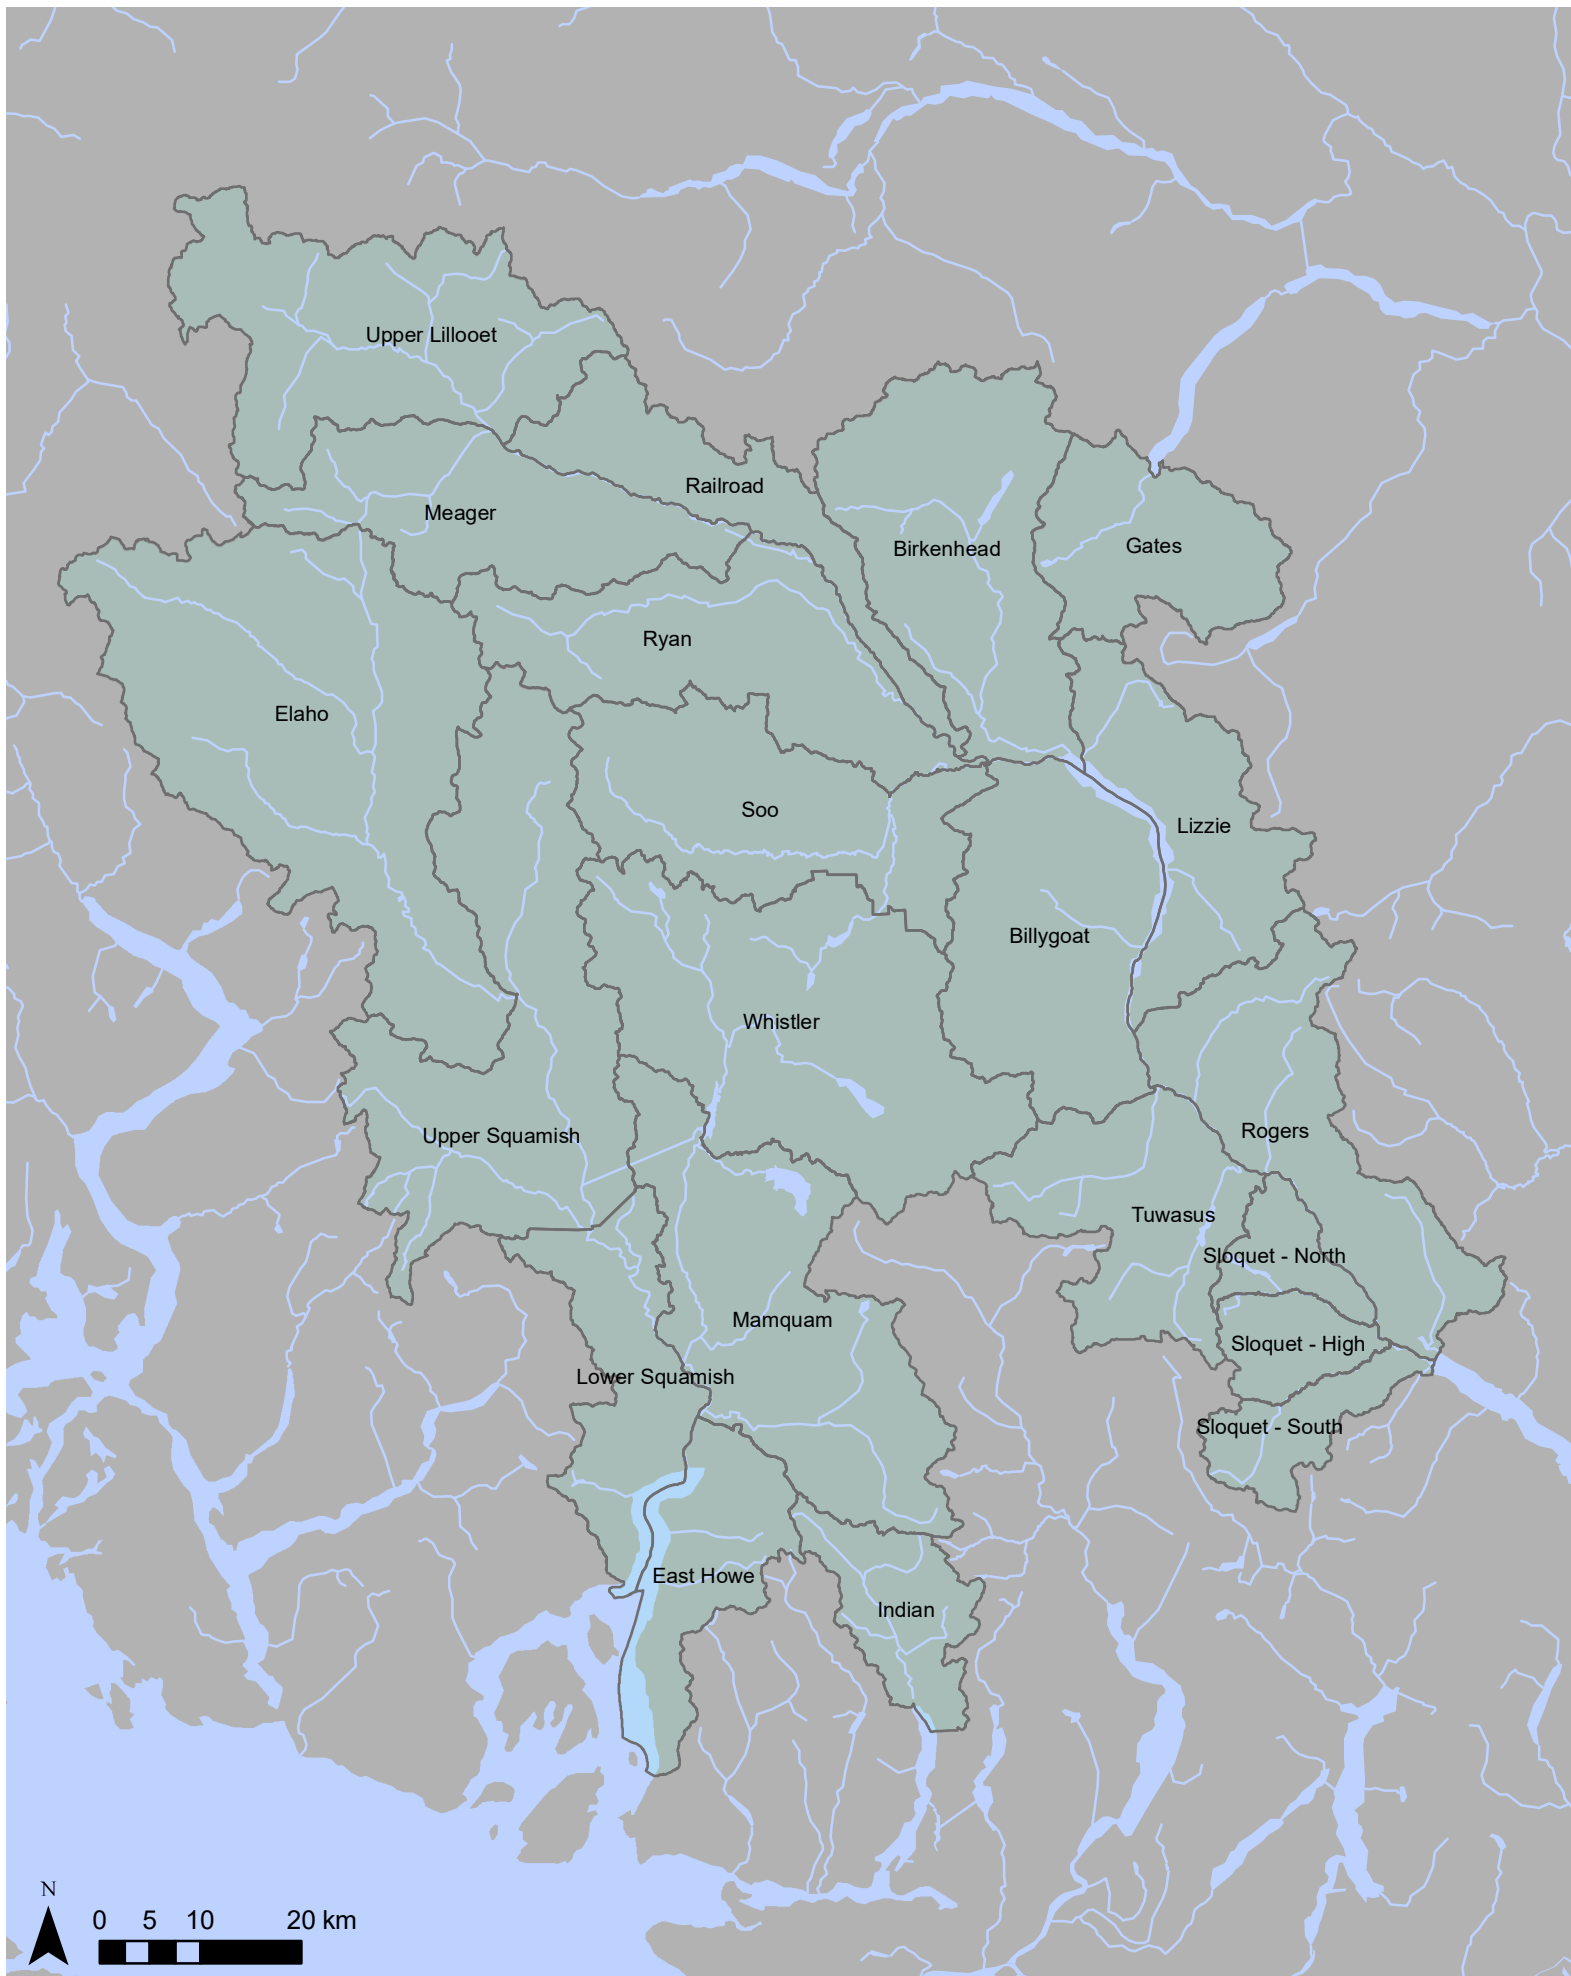 Upper Lillooet
Railroad
Meager
Birkenhead
Gates
Ryan
Elaho
Soo
Lizzie
Billygoat
Whistler
Upper Squamish
Rogers
Tuwasus
Sloquet - North
Mamquam
Sloquet - High
Lower Squamish
Sloquet - South
East Howe
Indian
N
0 5 10 20 km